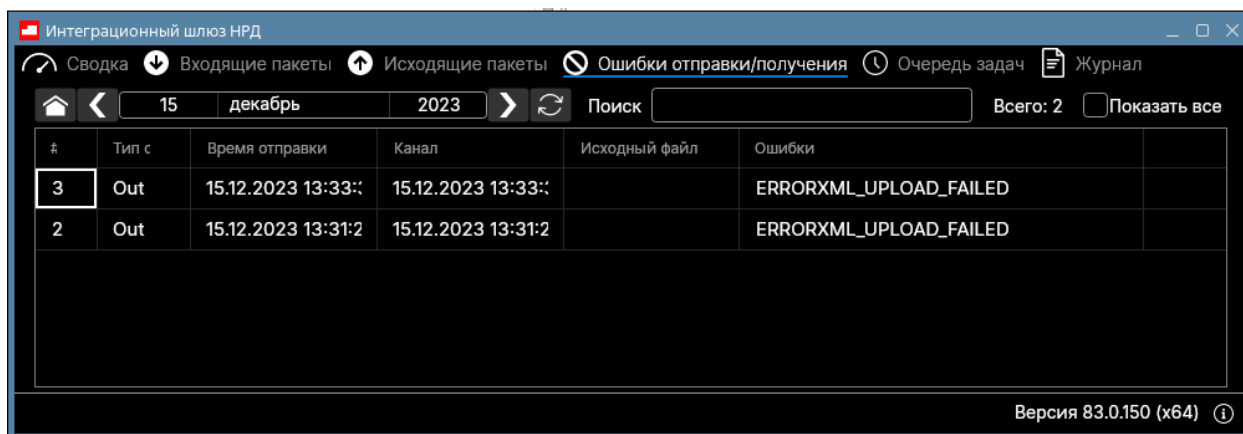 Интеграционный шлюз НРД
Сводка Входящие пакеты Исходящие пакеты Ошибки отправки/получения Очередь задач Журнал
15 декабрь 2023 Поиск Всего: 2 Показать все
# Тип с Время отправки Канал Исходный файл Ошибки
3 Out 15.12.2023 13:33: 15.12.2023 13:33: ERRORXML_UPLOAD_FAILED
2 Out 15.12.2023 13:31:2 15.12.2023 13:31:2 ERRORXML_UPLOAD_FAILED
Версия 83.0.150 (x64)